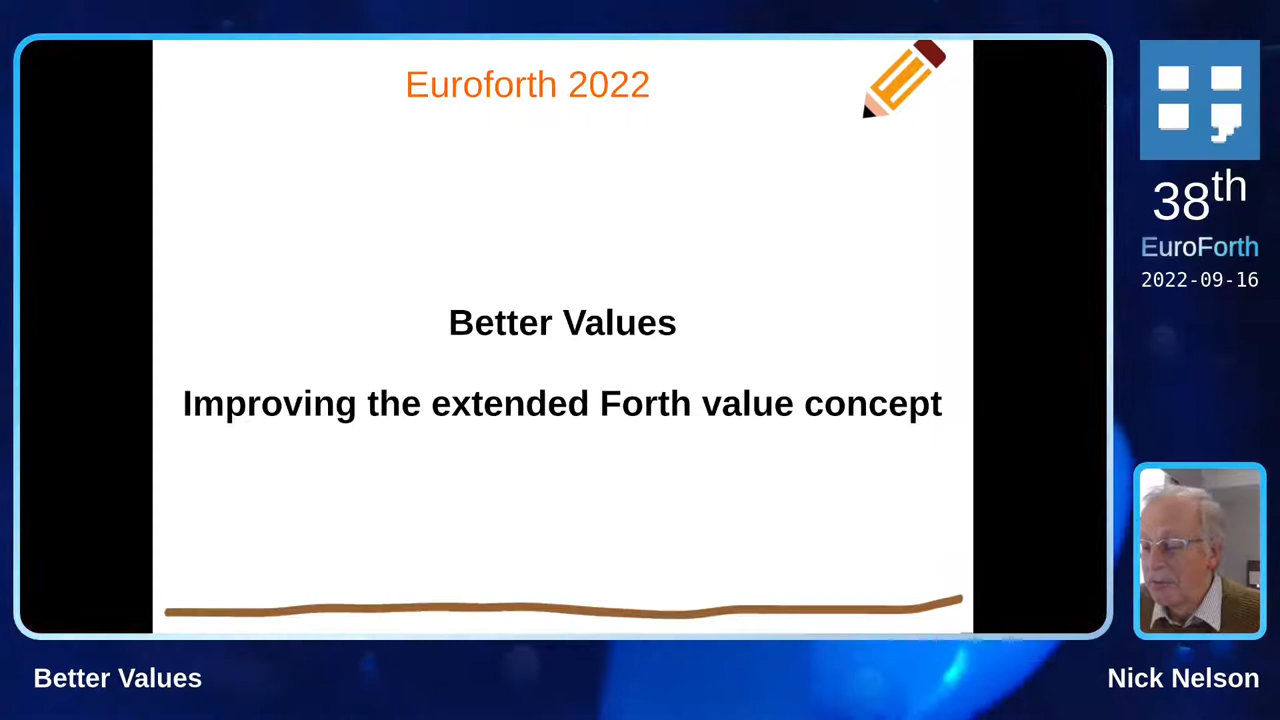 Euroforth 2022
Better Values
Improving the extended Forth value concept
38th
EuroForth
2022-09-16
Better Values
Nick Nelson